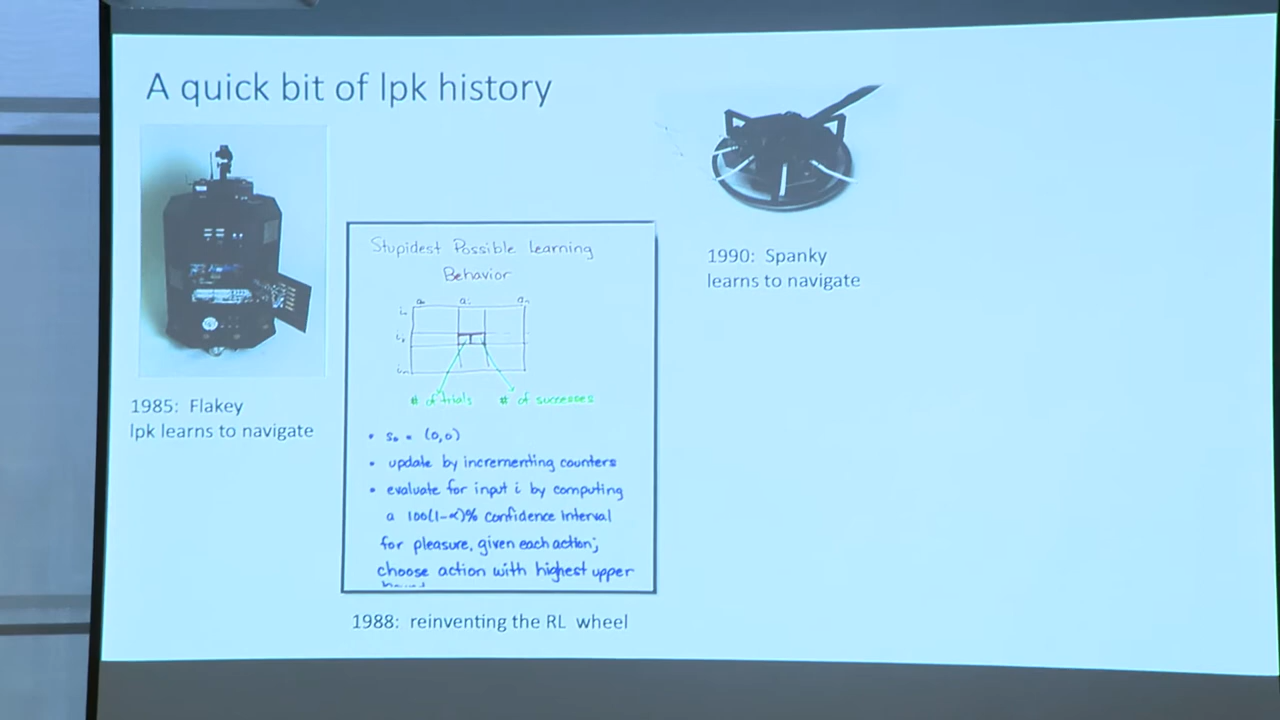 A quick bit of lpk history
1985: Flakey
lpk learns to navigate
Stupidest Possible Learning
Behavior
# of trials # of successes
• s₀ = (0,0)
• update by incrementing counters
• evaluate for input i by computing
a 100(1-α)% confidence interval
for pleasure, given each action;
choose action with highest upper
1988: reinventing the RL wheel
1990: Spanky
learns to navigate